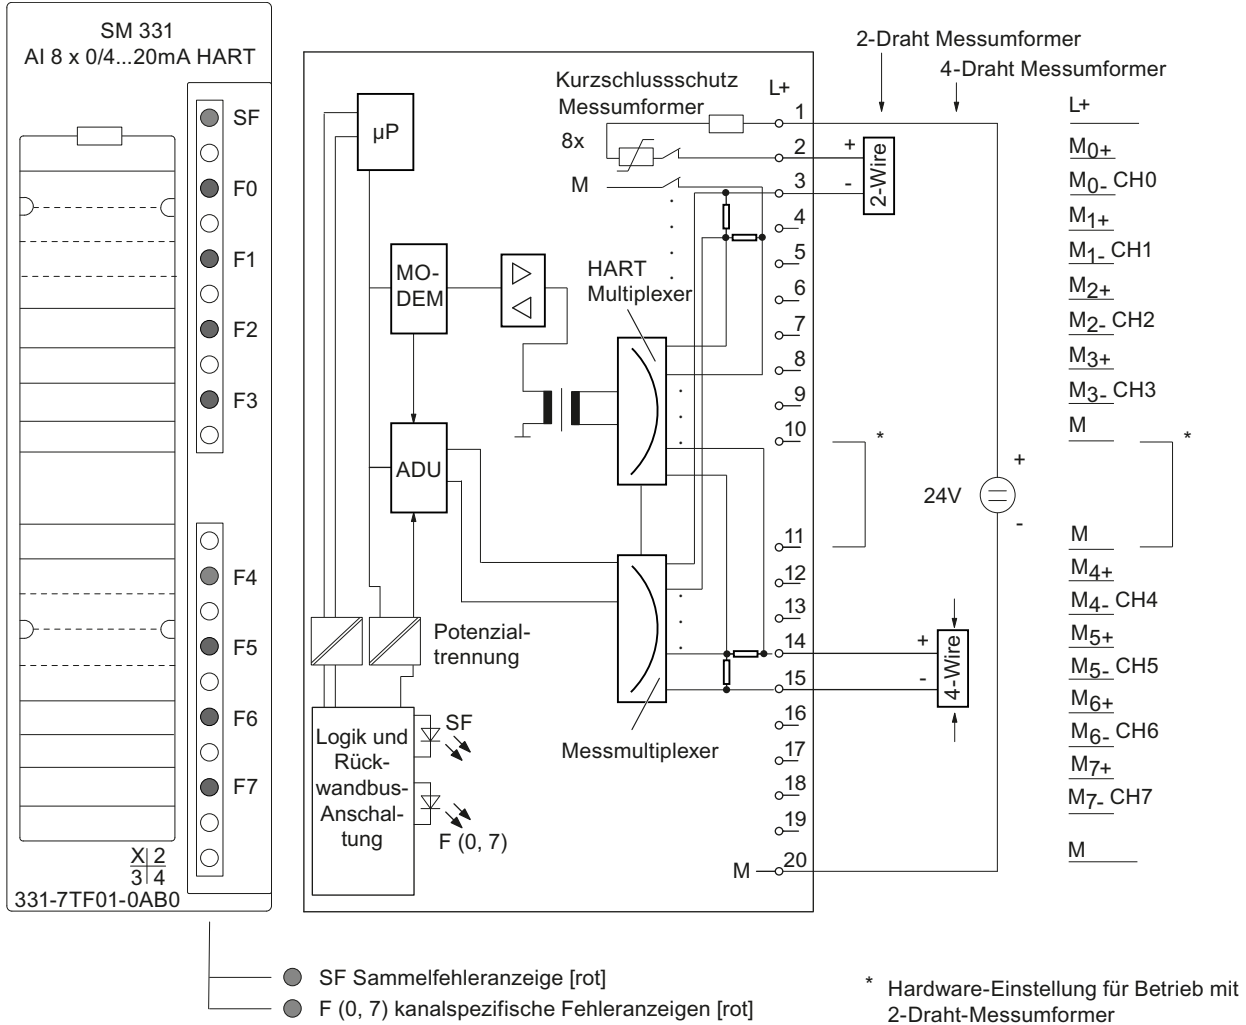 SM 331
AI 8 x 0/4...20mA HART
SF
F0
F1
F2
F3
F4
F5
F6
F7
X 2
3 4
331-7TF01-0AB0
µP
MO-
DEM
ADU
Potenzial-
trennung
Logik und
Rück-
wandbus-
Anschal-
tung
SF
F (0, 7)
Kurzschlussschutz
Messumformer
8x
M
HART
Multiplexer
Messmultiplexer
L+
1
2
3
4
5
6
7
8
9
10
11
12
13
14
15
16
17
18
19
M
20
2-Draht Messumformer
4-Draht Messumformer
+
-
2-Wire
*
24V
+
-
+
-
4-Wire
L+
M0+
M0- CH0
M1+
M1- CH1
M2+
M2- CH2
M3+
M3- CH3
M
*
M
M4+
M4- CH4
M5+
M5- CH5
M6+
M6- CH6
M7+
M7- CH7
M
SF Sammelfehleranzeige [rot]
F (0, 7) kanalspezifische Fehleranzeigen [rot]
* Hardware-Einstellung für Betrieb mit
2-Draht-Messumformer